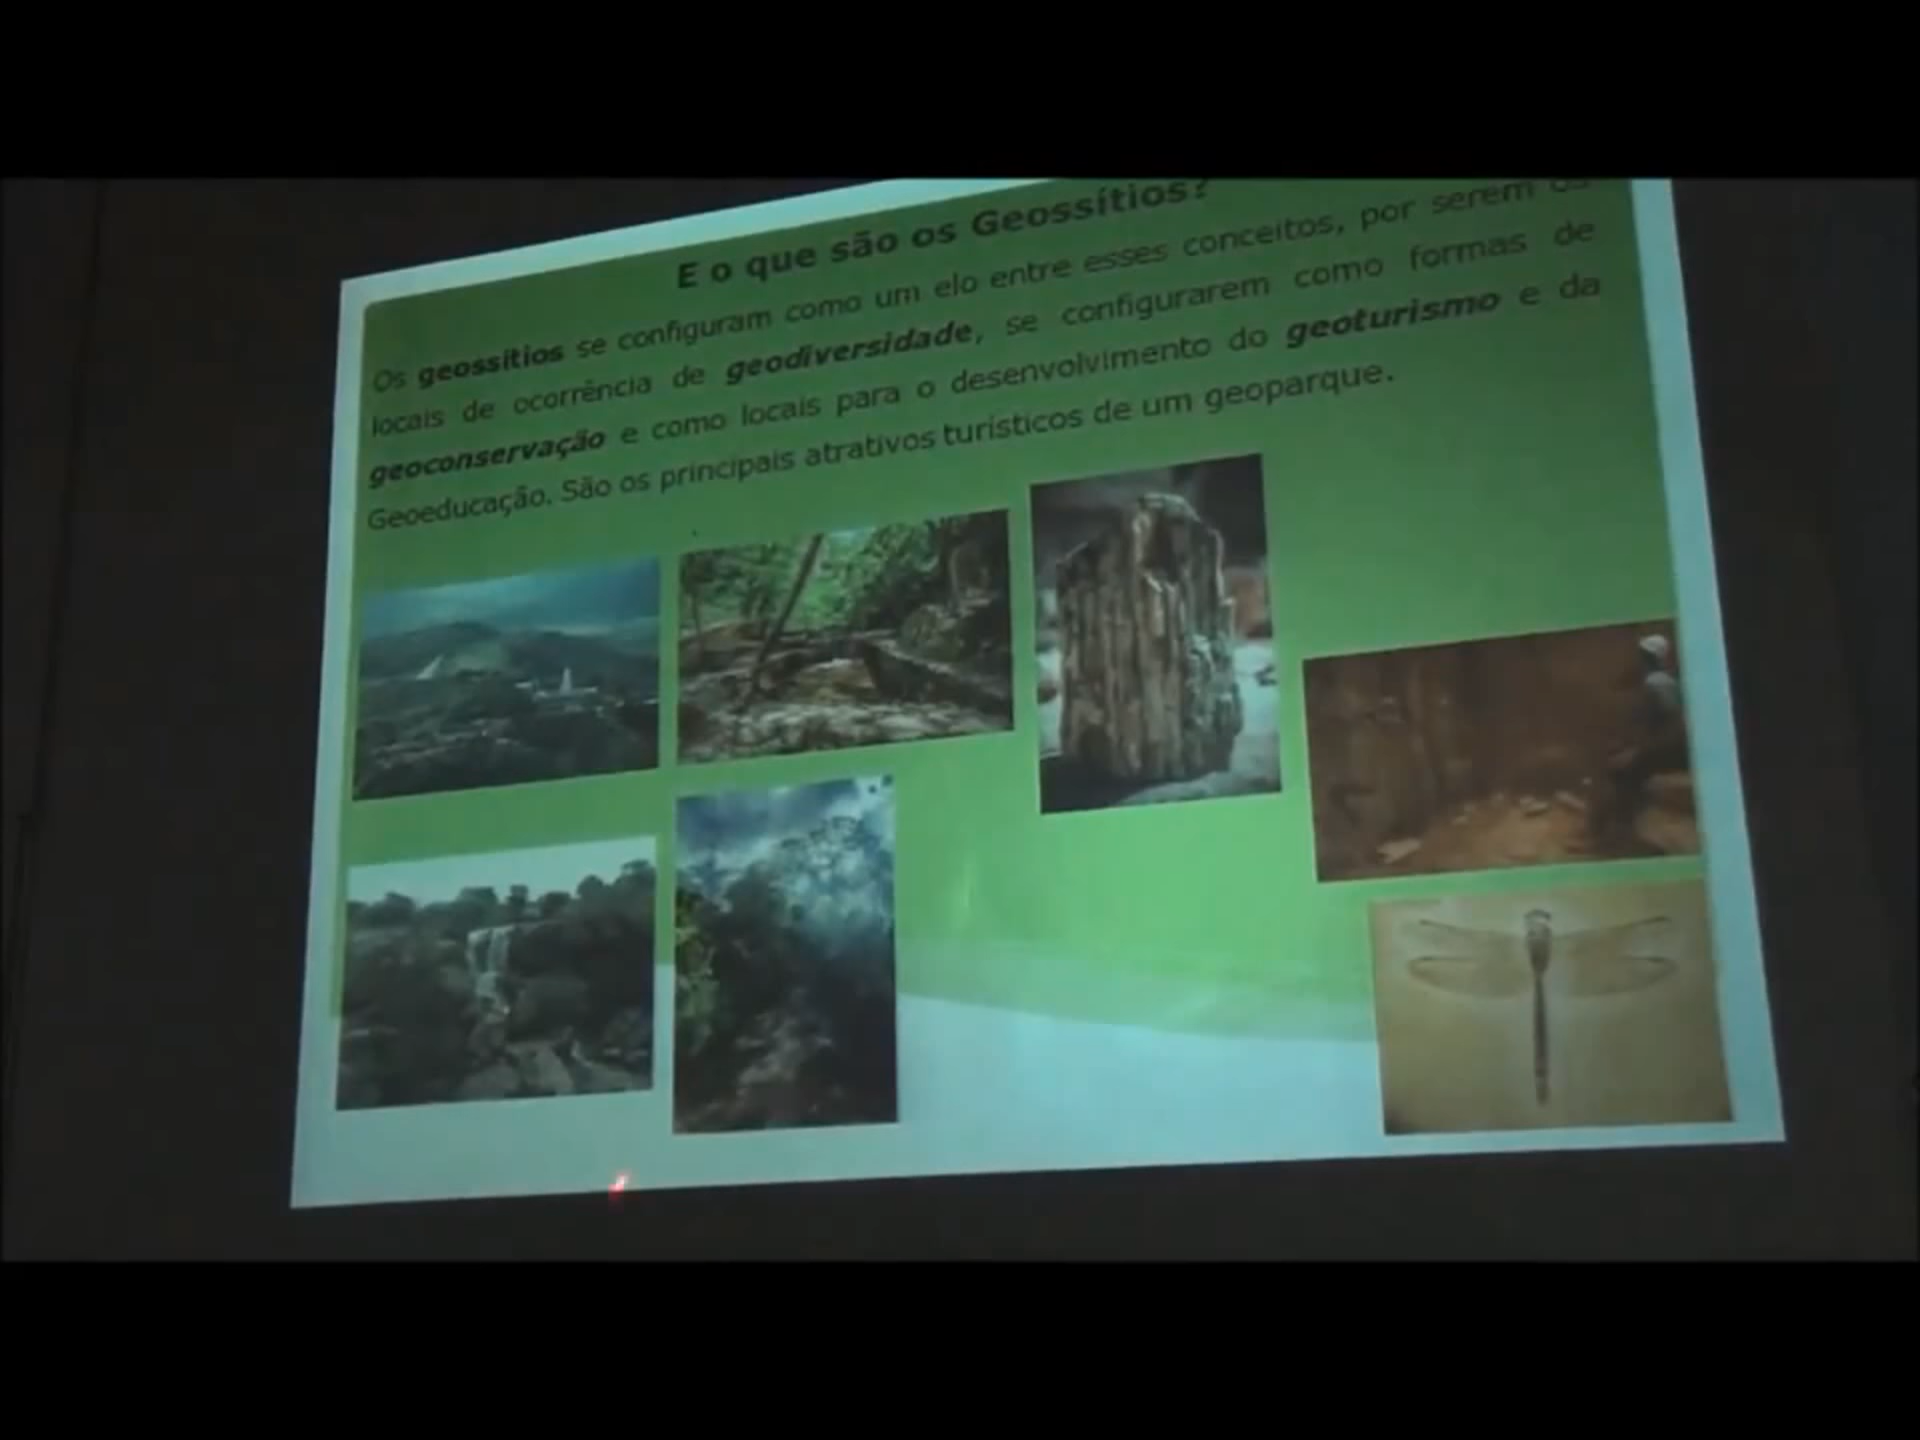 E o que são os Geossítios?
Os geossítios se configuram como um elo entre esses conceitos, por serem os
locais de ocorrência de geodiversidade, se configurarem como formas de
geoconservação e como locais para o desenvolvimento do geoturismo e da
Geoeducação. São os principais atrativos turísticos de um geoparque.